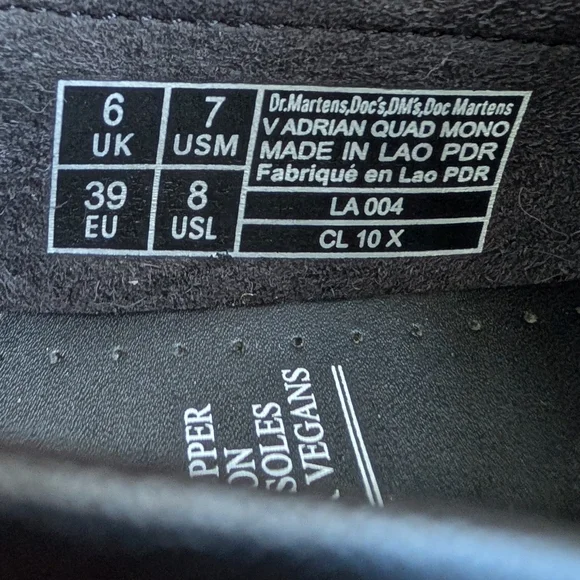 6 UK
7 USM
39 EU
8 USL
Dr.Martens,Doc's,DM's,Doc Martens
V ADRIAN QUAD MONO
MADE IN LAO PDR
Fabriqué en Lao PDR
LA 004
CL 10 X
PPER
ON
SOLES
VEGANS